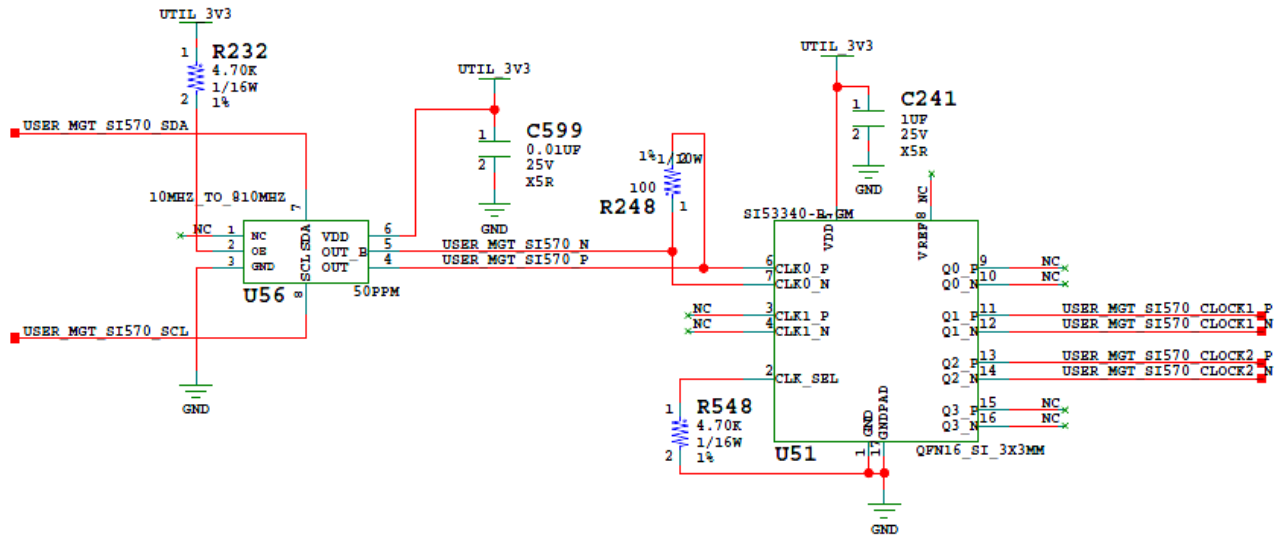 UTIL_3V3
1
R232
4.70K
1/16W
1%
2
USER_MGT_SI570_SDA
10MHZ_TO_810MHZ
7
NC
1
NC
2
OE
3
GND
SDA
SCL
VDD
6
OUT_B
5
OUT
4
U56
8
50PPM
USER_MGT_SI570_SCL
GND
UTIL_3V3
1
C599
0.01UF
2
25V
X5R
GND
USER_MGT_SI570_N
USER_MGT_SI570_P
1%
100
R248
1
UTIL_3V3
1
C241
1UF
2
25V
X5R
GND
NC
8
VDD
VREF
6
CLK0_P
7
CLK0_N
NC
3
CLK1_P
NC
4
CLK1_N
2
CLK_SEL
Q0_P
9
NC
Q0_N
10
NC
Q1_P
11
USER_MGT_SI570_CLOCK1_P
Q1_N
12
USER_MGT_SI570_CLOCK1_N
Q2_P
13
USER_MGT_SI570_CLOCK2_P
Q2_N
14
USER_MGT_SI570_CLOCK2_N
Q3_P
15
NC
Q3_N
16
NC
GND
GNDPAD
1
17
U51
QFN16_SI_3X3MM
1
R548
4.70K
1/16W
2
1%
GND